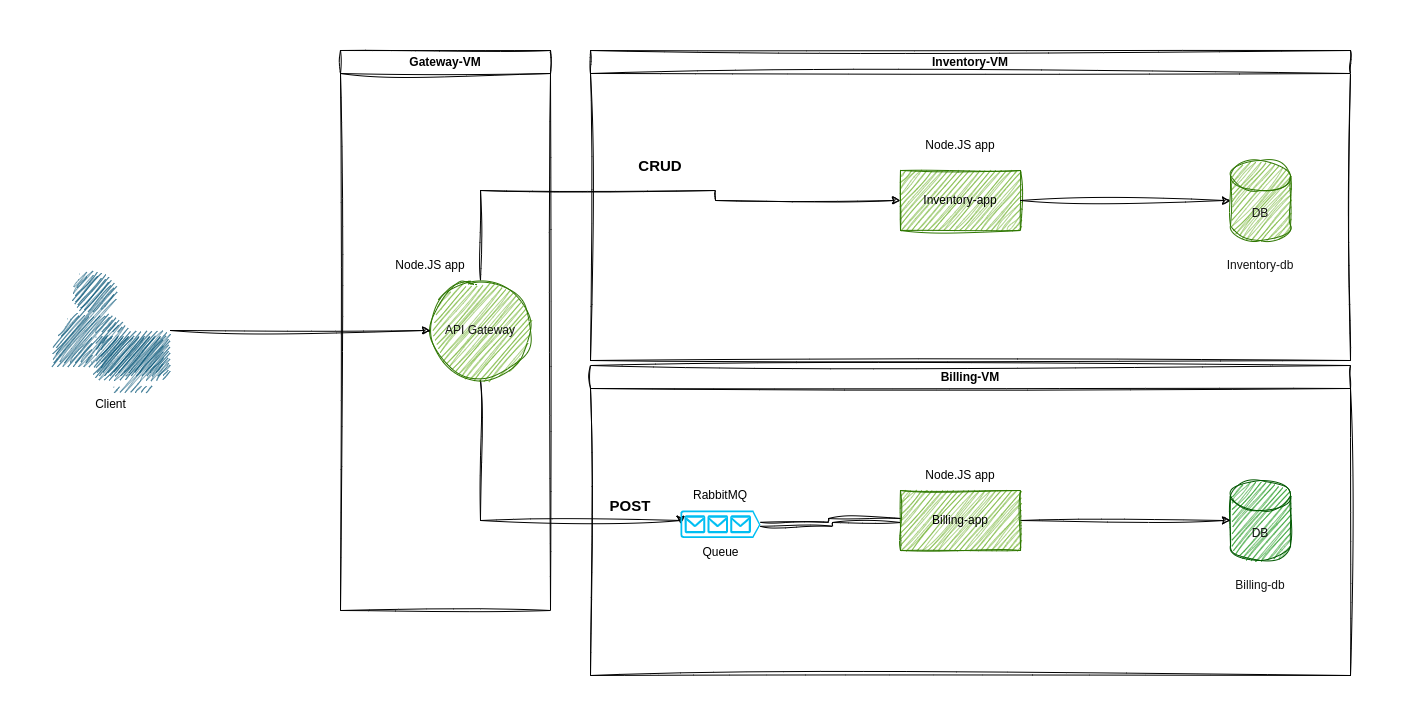 Gateway-VM
Inventory-VM
Node.JS app
CRUD
Inventory-app
DB
Inventory-db
Node.JS app
API Gateway
Client
Billing-VM
Node.JS app
RabbitMQ
POST
Billing-app
DB
Queue
Billing-db